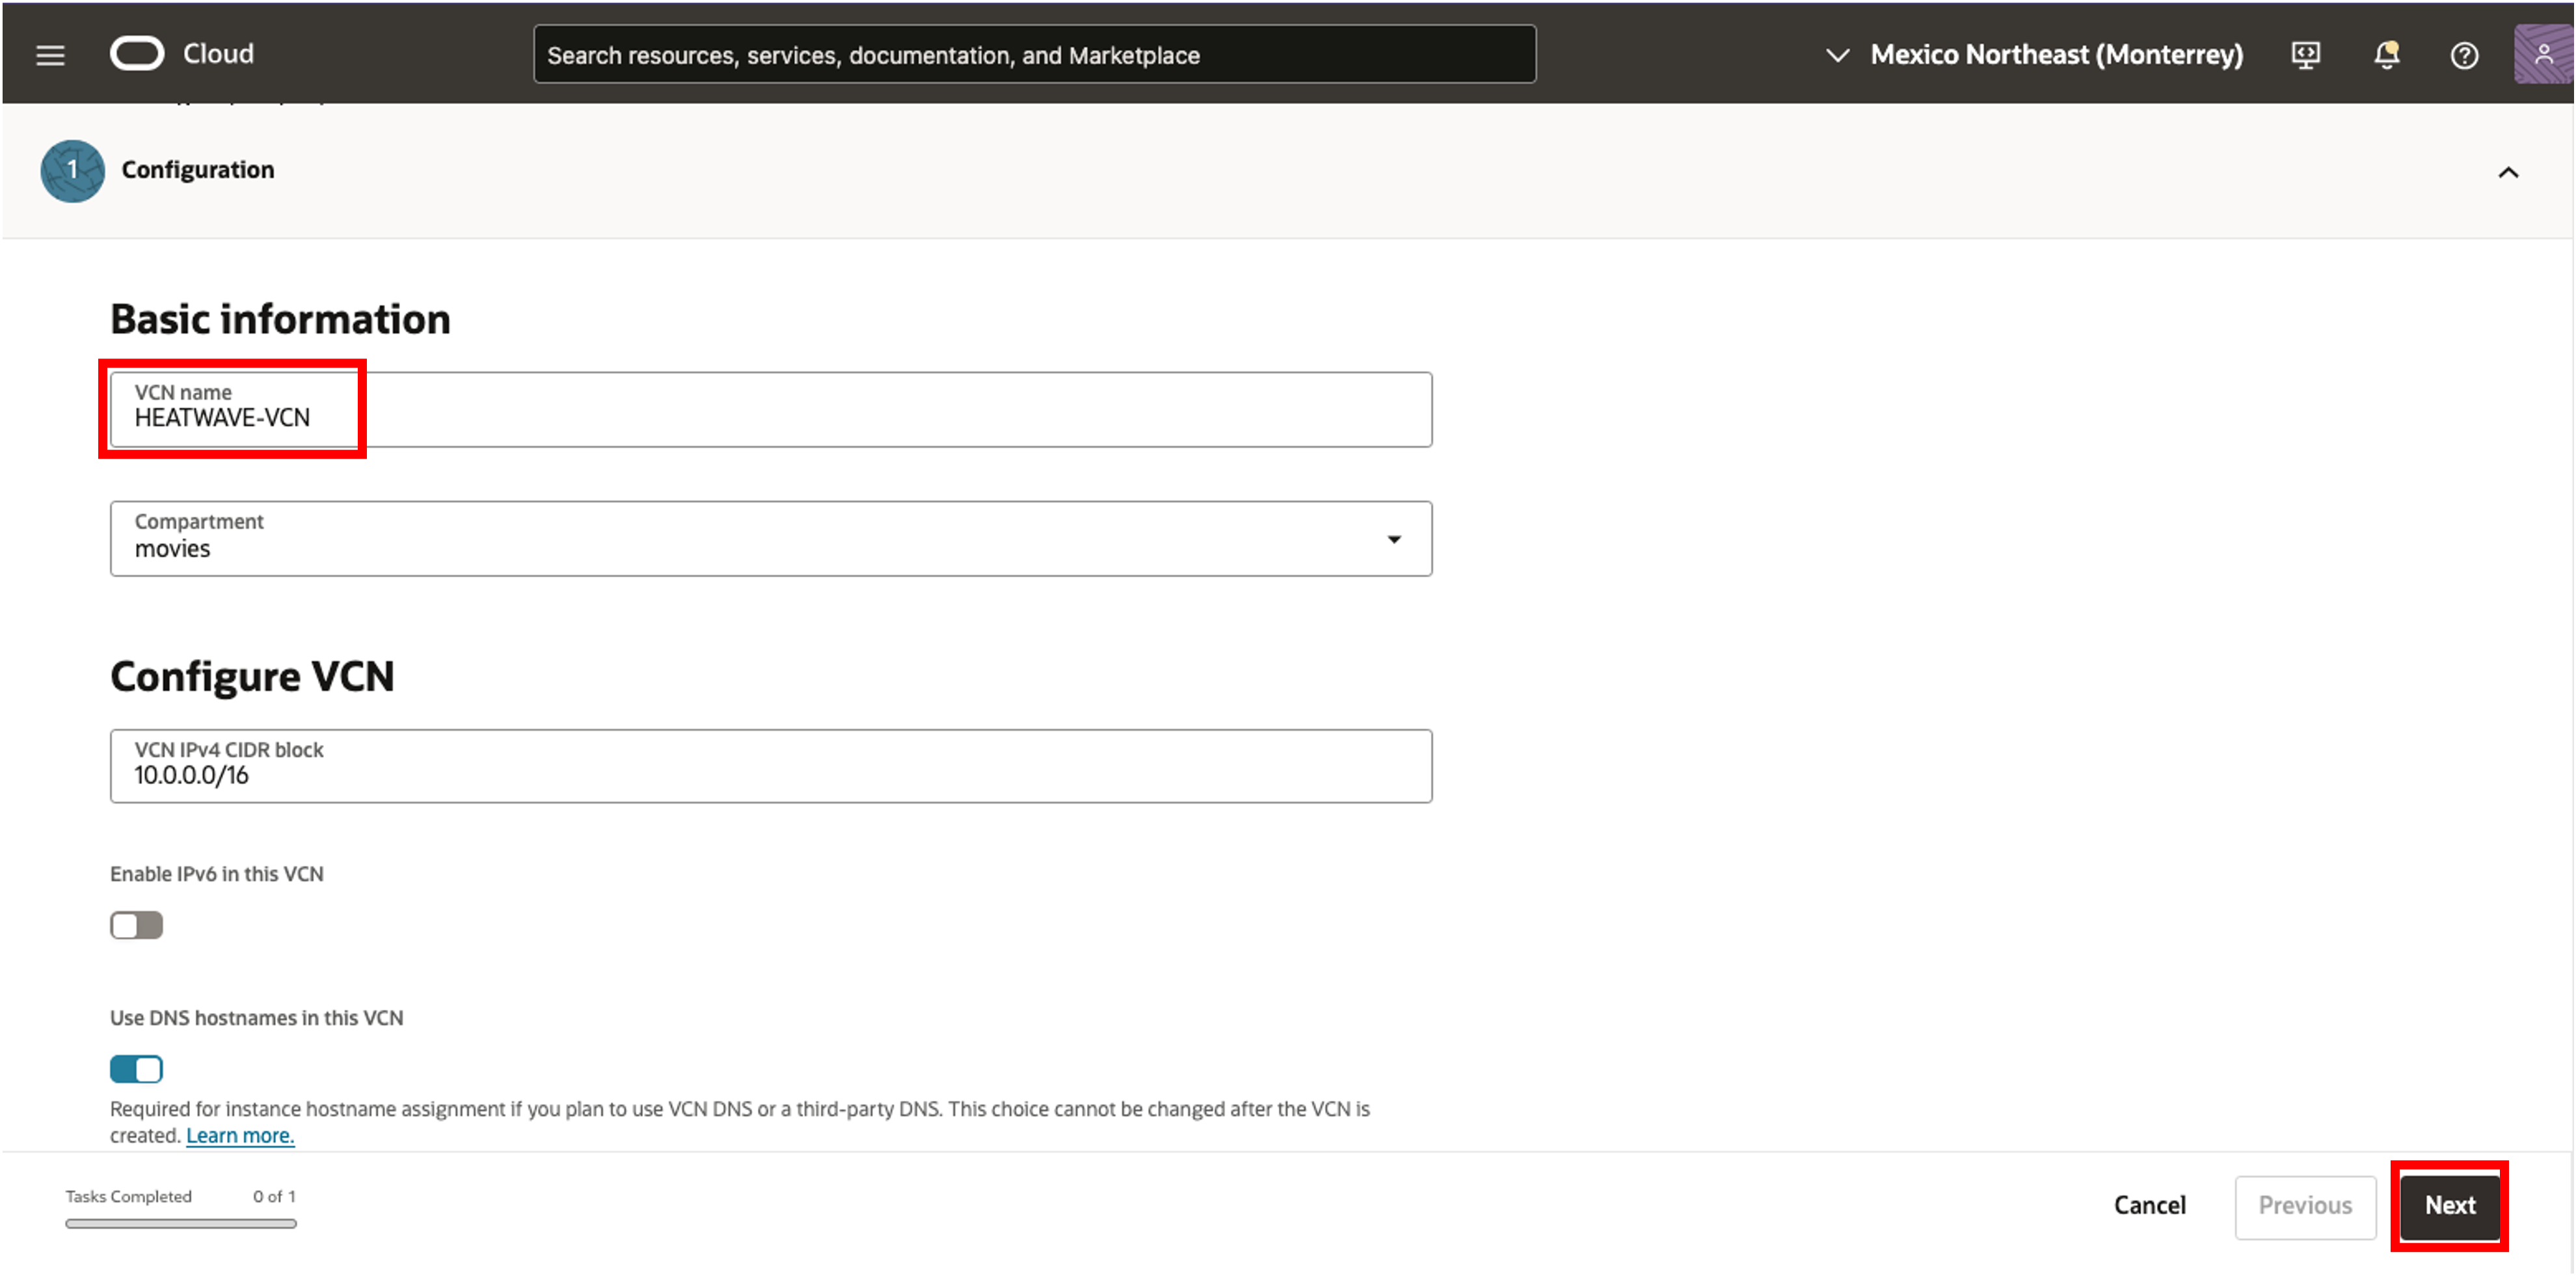 Cloud
Search resources, services, documentation, and Marketplace
Mexico Northeast (Monterrey)
1
Configuration
Basic information
VCN name
HEATWAVE-VCN
Compartment
movies
Configure VCN
VCN IPv4 CIDR block
10.0.0.0/16
Enable IPv6 in this VCN
Use DNS hostnames in this VCN
Required for instance hostname assignment if you plan to use VCN DNS or a third-party DNS. This choice cannot be changed after the VCN is
created. Learn more.
Tasks Completed 0 of 1
Cancel
Previous
Next